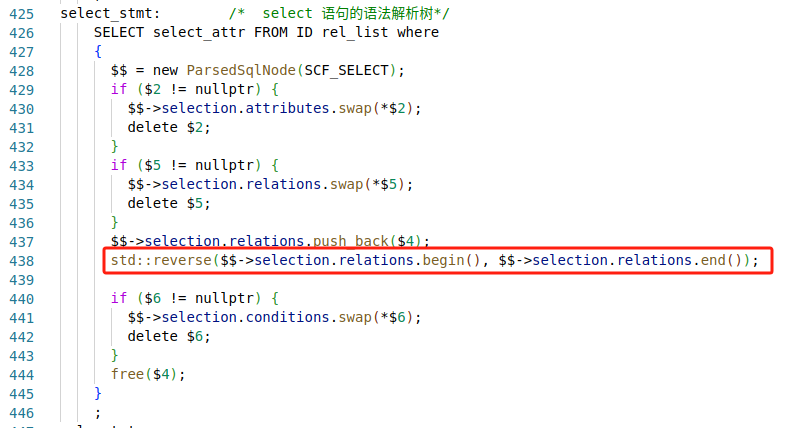 425 select_stmt:        /*  select 语句的语法解析树*/
426     SELECT select_attr FROM ID rel_list where
427     {
428       $$ = new ParsedSqlNode(SCF_SELECT);
429       if ($2 != nullptr) {
430         $$->selection.attributes.swap(*$2);
431         delete $2;
432       }
433       if ($5 != nullptr) {
434         $$->selection.relations.swap(*$5);
435         delete $5;
436       }
437       $$->selection.relations.push_back($4);
438       std::reverse($$->selection.relations.begin(), $$->selection.relations.end());
439
440       if ($6 != nullptr) {
441         $$->selection.conditions.swap(*$6);
442         delete $6;
443       }
444       free($4);
445     }
446     ;